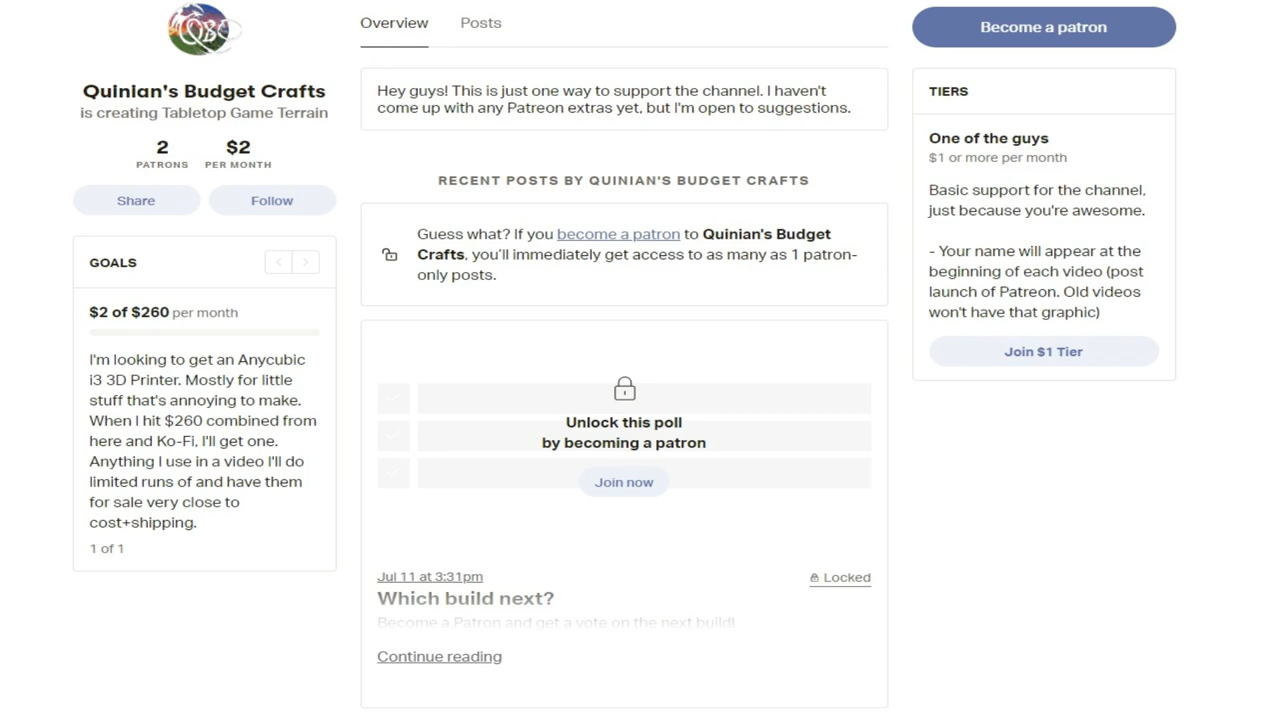 QBC
Quinian's Budget Crafts
is creating Tabletop Game Terrain
2
PATRONS
$2
PER MONTH
Share
Follow
GOALS
$2 of $260 per month
I'm looking to get an Anycubic
i3 3D Printer. Mostly for little
stuff that's annoying to make.
When I hit $260 combined from
here and Ko-Fi, I'll get one.
Anything I use in a video I'll do
limited runs of and have them
for sale very close to
cost+shipping.
1 of 1
Overview
Posts
Hey guys! This is just one way to support the channel. I haven't
come up with any Patreon extras yet, but I'm open to suggestions.
RECENT POSTS BY QUINIAN'S BUDGET CRAFTS
Guess what? If you become a patron to Quinian's Budget
Crafts, you'll immediately get access to as many as 1 patron-
only posts.
Unlock this poll
by becoming a patron
Join now
Jul 11 at 3:31pm
Locked
Which build next?
Become a Patron and get a vote on the next build!
Continue reading
Become a patron
TIERS
One of the guys
$1 or more per month
Basic support for the channel,
just because you're awesome.
- Your name will appear at the
beginning of each video (post
launch of Patreon. Old videos
won't have that graphic)
Join $1 Tier